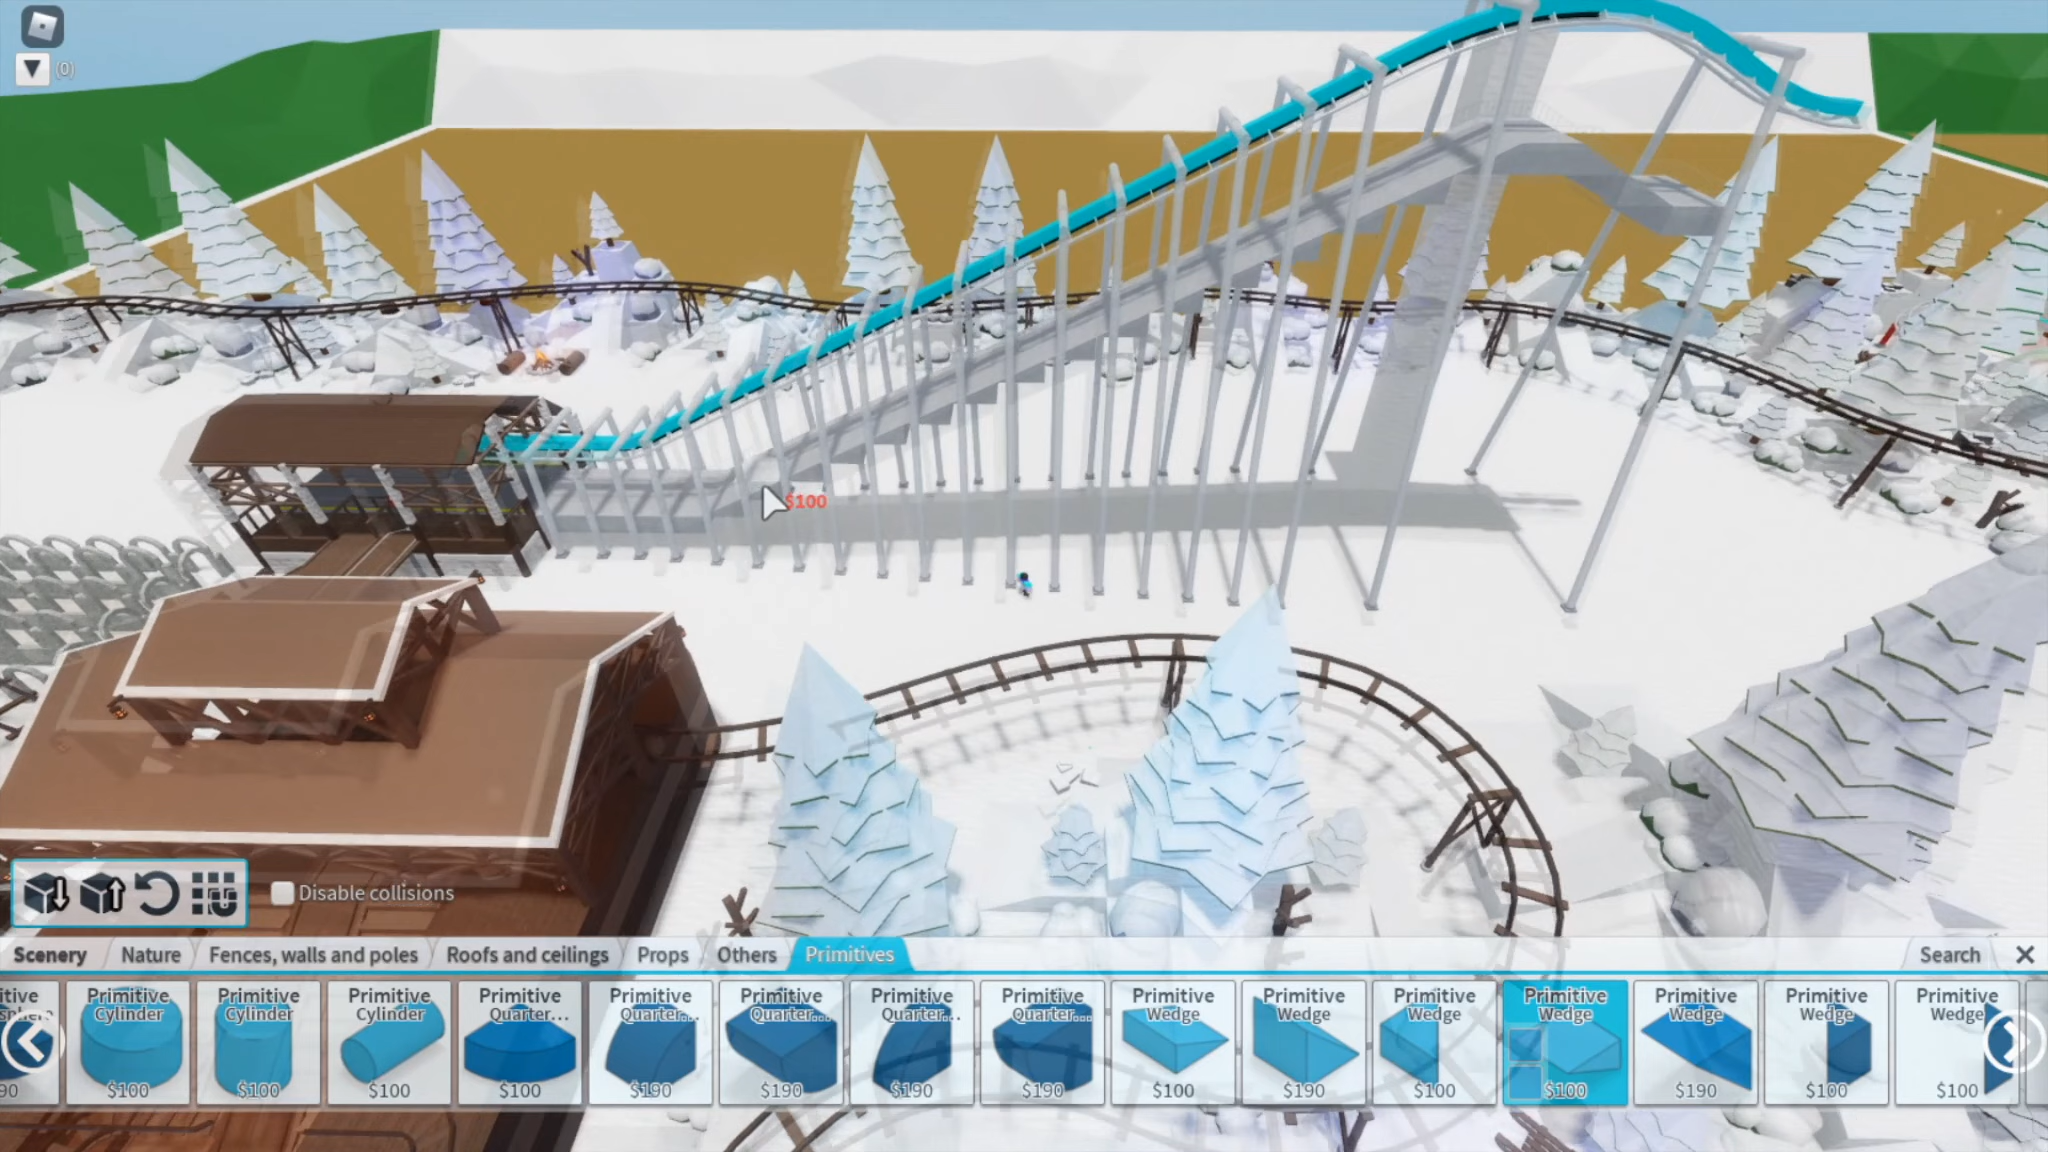 (0)
$100
Disable collisions
Scenery Nature Fences, walls and poles Roofs and ceilings Props Others Primitives Search
Primitive Cylinder $100
Primitive Cylinder $100
Primitive Cylinder $100
Primitive Quarter... $100
Primitive Quarter... $190
Primitive Quarter... $190
Primitive Quarter... $190
Primitive Quarter... $190
Primitive Wedge $100
Primitive Wedge $190
Primitive Wedge $100
Primitive Wedge $100
Primitive Wedge $190
Primitive Wedge $100
Primitive Wedge $100